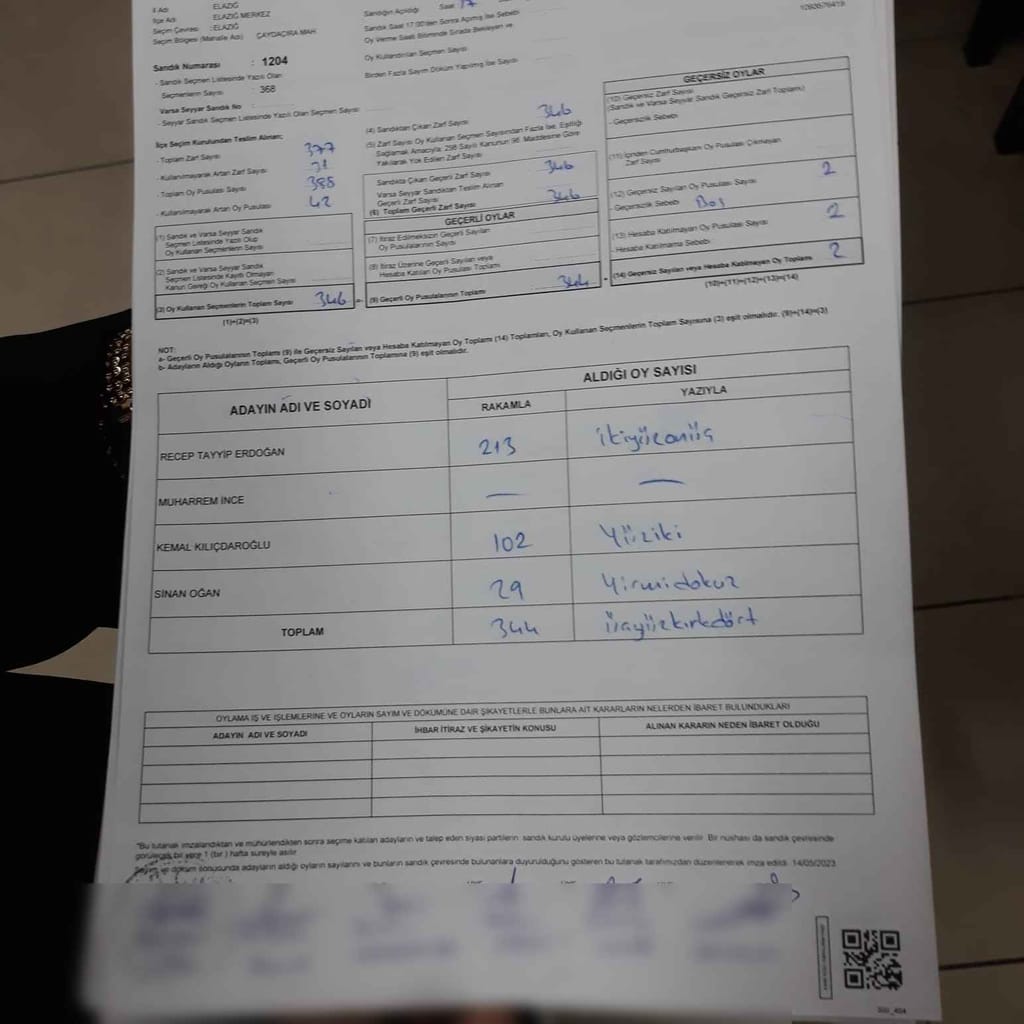 İl Adı ELAZIĞ
İlçe Adı ELAZIĞ MERKEZ
Seçim Çevresi : ELAZIĞ
Seçim Bölgesi (Mahalle Adı) ÇAYDAÇIRA MAH
Sandık Numarası : 1204
- Sandık Seçmen Listesinde Yazılı Olan
Seçmenlerin Sayısı : 368
Varsa Seyyar Sandık No :
- Seyyar Sandık Seçmen Listesinde Yazılı Olan Seçmen Sayısı
İlçe Seçim Kurulundan Teslim Alınan;
- Toplam Zarf Sayısı 377
- Kullanılmayarak Artan Zarf Sayısı 31
- Toplam Oy Pusulası Sayısı 385
- Kullanılmayarak Artan Oy Pusulası 42
(1) Sandık ve Varsa Seyyar Sandık
Seçmen Listesinde Yazılı Olup
Oy Kullanan Seçmenlerin Sayısı
(2) Sandık ve Varsa Seyyar Sandık
Seçmen Listesinde Kayıtlı Olmayan
Kanun Gereği Oy Kullanan Seçmen Sayısı
(3) Oy Kullanan Seçmenlerin Toplam Sayısı 346
(1)+(2)=(3)
Sandığın Açıldığı Saat 17
Sandık Saat 17:00'den Sonra Açılmış İse Sebebi
Oy Verme Saati Bitiminde Sırada Bekleyen ve
Oy Kullandırılan Seçmen Sayısı
Birden Fazla Sayım Döküm Yapılmış İse Sayısı
(4) Sandıktan Çıkan Zarf Sayısı 346
(5) Zarf Sayısı Oy Kullanan Seçmen Sayısından Fazla İse, Eşitliği
Sağlamak Amacıyla; 298 Sayılı Kanunun 98. Maddesine Göre
Yakılarak Yok Edilen Zarf Sayısı
Sandıkta Çıkan Geçerli Zarf Sayısı 346
Varsa Seyyar Sandıktan Teslim Alınan
Geçerli Zarf Sayısı
(6) Toplam Geçerli Zarf Sayısı 346
GEÇERLİ OYLAR
(7) İtiraz Edilmeksizin Geçerli Sayılan
Oy Pusulalarının Sayısı
(8) İtiraz Üzerine Geçerli Sayılan veya
Hesaba Katılan Oy Pusulası Toplamı
(9) Geçerli Oy Pusulalarının Toplamı 344
GEÇERSİZ OYLAR
(10) Geçersiz Zarf Sayısı
(Sandık ve Varsa Seyyar Sandık Geçersiz Zarf Toplamı)
- Geçersizlik Sebebi
(11) İçinden Cumhurbaşkanı Oy Pusulası Çıkmayan
Zarf Sayısı
(12) Geçersiz Sayılan Oy Pusulası Sayısı 2
- Geçersizlik Sebebi Boş
(13) Hesaba Katılmayan Oy Pusulası Sayısı 2
- Hesaba Katılmama Sebebi
(14) Geçersiz Sayılan veya Hesaba Katılmayan Oy Toplamı 2
(10)+(11)+(12)+(13)=(14)
NOT:
a- Geçerli Oy Pusulalarının Toplamı (9) ile Geçersiz Sayılan veya Hesaba Katılmayan Oy Toplamı (14) Toplamları, Oy Kullanan Seçmenlerin Toplam Sayısına (3) eşit olmalıdır. (9)+(14)=(3)
b- Adayların Aldığı Oyların Toplamı, Geçerli Oy Pusulalarının Toplamına (9) eşit olmalıdır.
ADAYIN ADI VE SOYADI ALDIĞI OY SAYISI
RAKAMLA YAZIYLA
RECEP TAYYİP ERDOĞAN 213 ikiyüzonüç
MUHARREM İNCE — —
KEMAL KILIÇDAROĞLU 102 Yüziki
SİNAN OĞAN 29 Yirmidokuz
TOPLAM 344 üçyüzkırkdört
OYLAMA İŞ VE İŞLEMLERİNE VE OYLARIN SAYIM VE DÖKÜMÜNE DAİR ŞİKAYETLERLE BUNLARA AİT KARARLARIN NELERDEN İBARET BULUNDUKLARI
ADAYIN ADI VE SOYADI İHBAR İTİRAZ VE ŞİKAYETİN KONUSU ALINAN KARARIN NEDEN İBARET OLDUĞU
*Bu tutanak imzalandıktan ve mühürlendikten sonra seçime katılan adayların ve talep eden siyasi partilerin sandık kurulu üyelerine veya gözlemcilerine verilir. Bir nüshası da sandık çevresinde
görülecek bir yere 1 (bir) hafta süreyle asılır
Sayım ve döküm sonucunda adayların aldığı oyların sayılarını ve bunların sandık çevresinde bulunanlara duyurulduğunu gösteren bu tutanak tarafımızdan düzenlenerek imza edildi. 14/05/2023